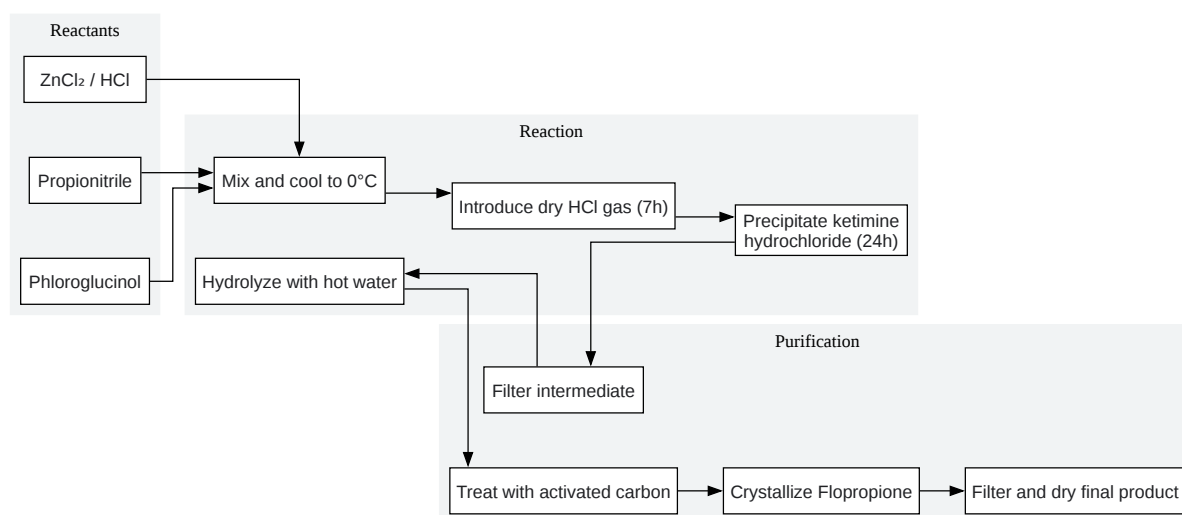 Reactants
ZnCl₂ / HCl
Reaction
Propionitrile
Mix and cool to 0°C
Introduce dry HCl gas (7h)
Precipitate ketimine
hydrochloride (24h)
Phloroglucinol
Hydrolyze with hot water
Purification
Filter intermediate
Treat with activated carbon
Crystallize Flopropione
Filter and dry final product